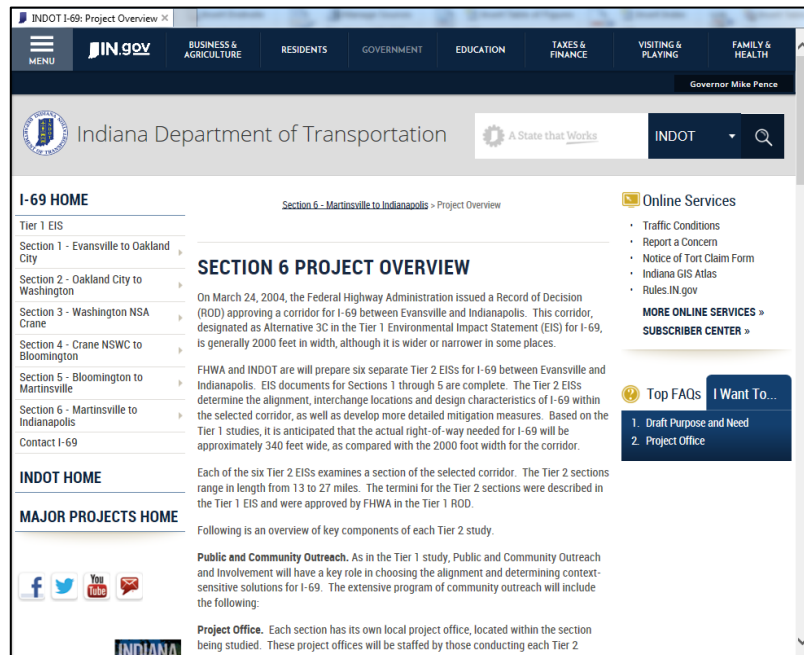 INDOT I-69: Project Overview ×
MENU
IN.gov
BUSINESS & AGRICULTURE
RESIDENTS
GOVERNMENT
EDUCATION
TAXES & FINANCE
VISITING & PLAYING
FAMILY & HEALTH
Governor Mike Pence
Indiana Department of Transportation
A State that Works
INDOT
I-69 HOME
Tier 1 EIS
Section 1 - Evansville to Oakland
City
Section 2 - Oakland City to
Washington
Section 3 - Washington NSA
Crane
Section 4 - Crane NSWC to
Bloomington
Section 5 - Bloomington to
Martinsville
Section 6 - Martinsville to
Indianapolis
Contact I-69
INDOT HOME
MAJOR PROJECTS HOME
You
Tube
INDIANA
Section 6 - Martinsville to Indianapolis > Project Overview
SECTION 6 PROJECT OVERVIEW
On March 24, 2004, the Federal Highway Administration issued a Record of Decision
(ROD) approving a corridor for I-69 between Evansville and Indianapolis. This corridor,
designated as Alternative 3C in the Tier 1 Environmental Impact Statement (EIS) for I-69,
is generally 2000 feet in width, although it is wider or narrower in some places.
FHWA and INDOT are will prepare six separate Tier 2 EISs for I-69 between Evansville and
Indianapolis. EIS documents for Sections 1 through 5 are complete. The Tier 2 EISs
determine the alignment, interchange locations and design characteristics of I-69 within
the selected corridor, as well as develop more detailed mitigation measures. Based on the
Tier 1 studies, it is anticipated that the actual right-of-way needed for I-69 will be
approximately 340 feet wide, as compared with the 2000 foot width for the corridor.
Each of the six Tier 2 EISs examines a section of the selected corridor. The Tier 2 sections
range in length from 13 to 27 miles. The termini for the Tier 2 sections were described in
the Tier 1 EIS and were approved by FHWA in the Tier 1 ROD.
Following is an overview of key components of each Tier 2 study.
Public and Community Outreach. As in the Tier 1 study, Public and Community Outreach
and Involvement will have a key role in choosing the alignment and determining context-
sensitive solutions for I-69. The extensive program of community outreach will include
the following:
Project Office. Each section has its own local project office, located within the section
being studied. These project offices will be staffed by those conducting each Tier 2
Online Services
· Traffic Conditions
· Report a Concern
· Notice of Tort Claim Form
· Indiana GIS Atlas
· Rules.IN.gov
MORE ONLINE SERVICES »
SUBSCRIBER CENTER »
Top FAQs
I Want To...
1. Draft Purpose and Need
2. Project Office